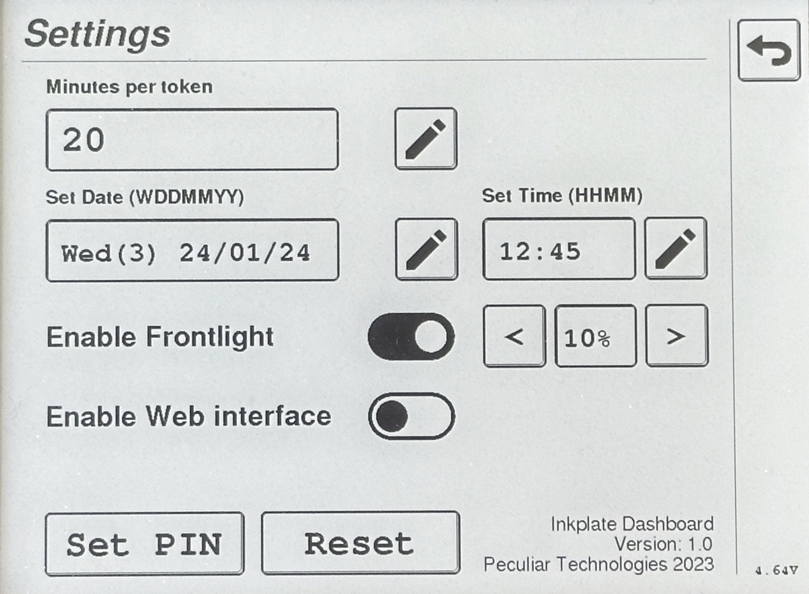 Settings
Minutes per token
20
Set Date (WDDMMYY)
Set Time (HHMM)
Wed(3) 24/01/24
12:45
Enable Frontlight
< 10% >
Enable Web interface
Set PIN
Reset
Inkplate Dashboard
Version: 1.0
Peculiar Technologies 2023
4.64V